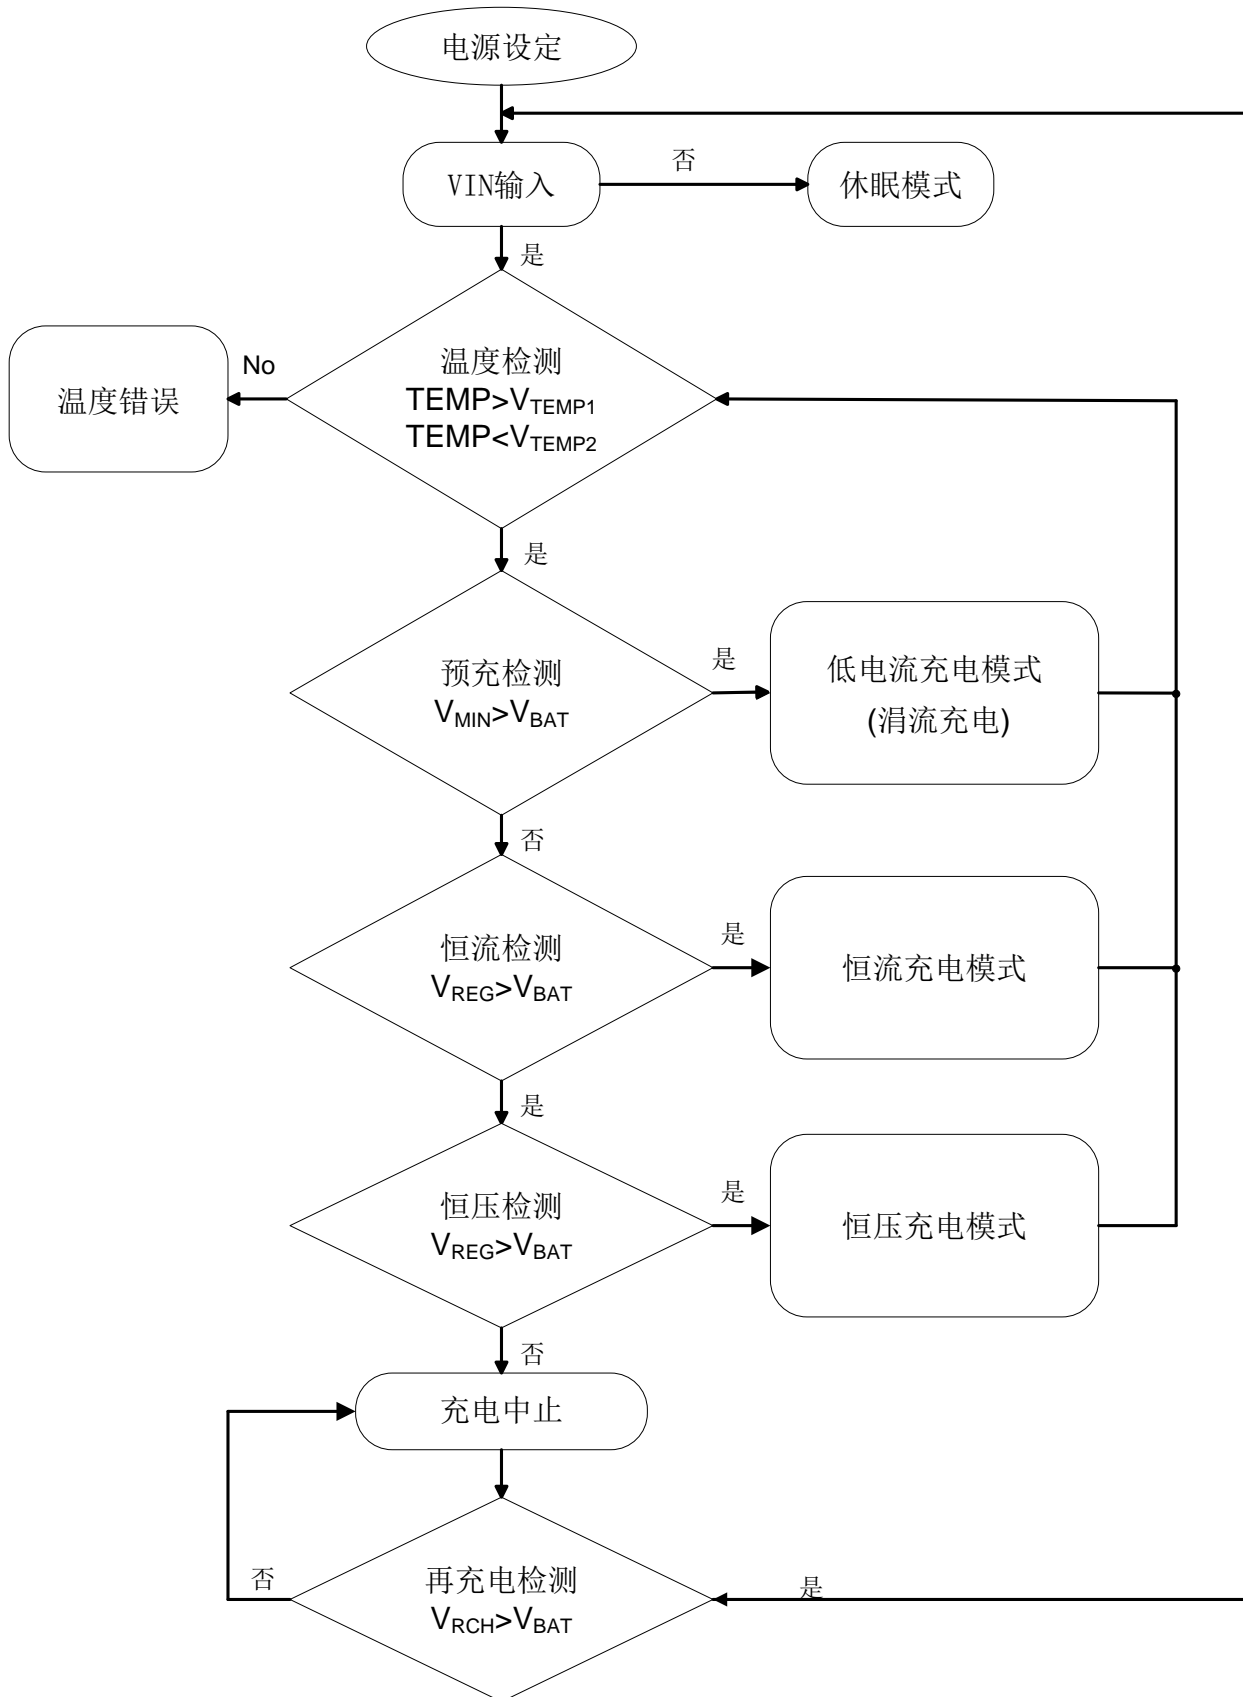 电源设定
VIN输入
否
休眠模式
是
温度检测
TEMP>VTEMP1
TEMP<VTEMP2
No
温度错误
是
预充检测
VMIN>VBAT
是
低电流充电模式
(涓流充电)
否
恒流检测
VREG>VBAT
是
恒流充电模式
是
恒压检测
VREG>VBAT
是
恒压充电模式
否
充电中止
再充电检测
VRCH>VBAT
否
是